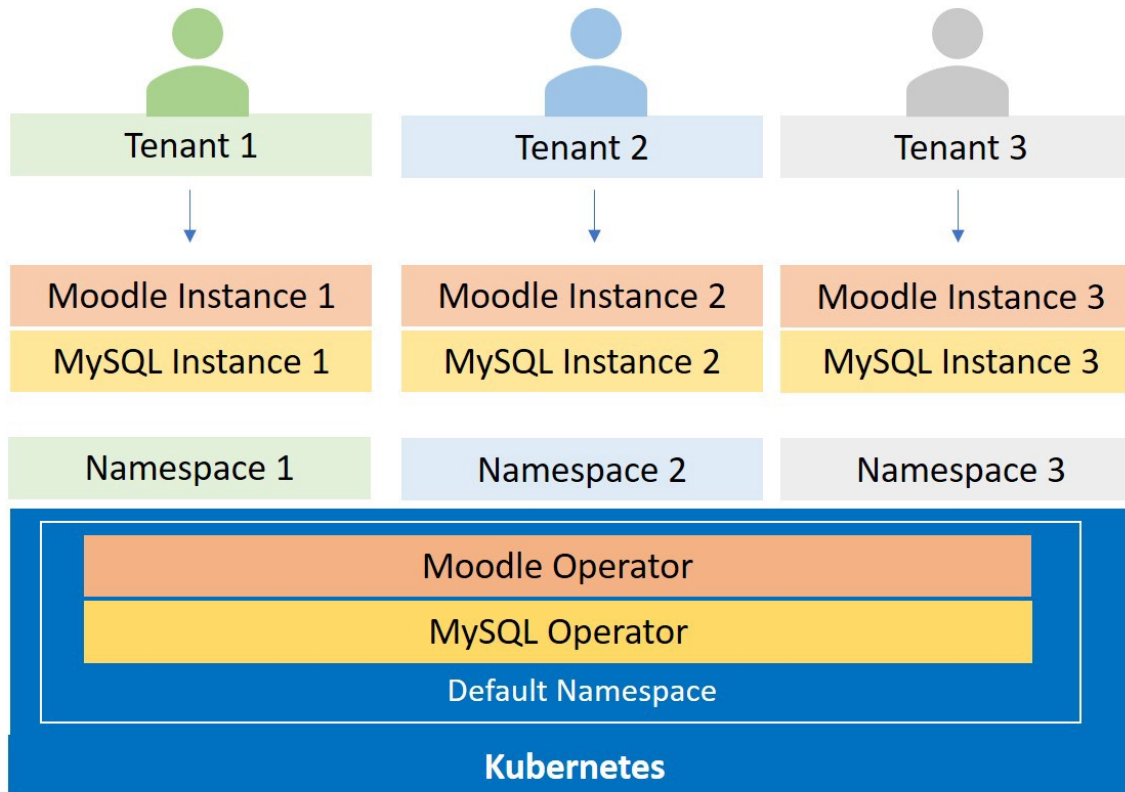 Tenant 1
Tenant 2
Tenant 3
Moodle Instance 1
Moodle Instance 2
Moodle Instance 3
MySQL Instance 1
MySQL Instance 2
MySQL Instance 3
Namespace 1
Namespace 2
Namespace 3
Moodle Operator
MySQL Operator
Default Namespace
Kubernetes